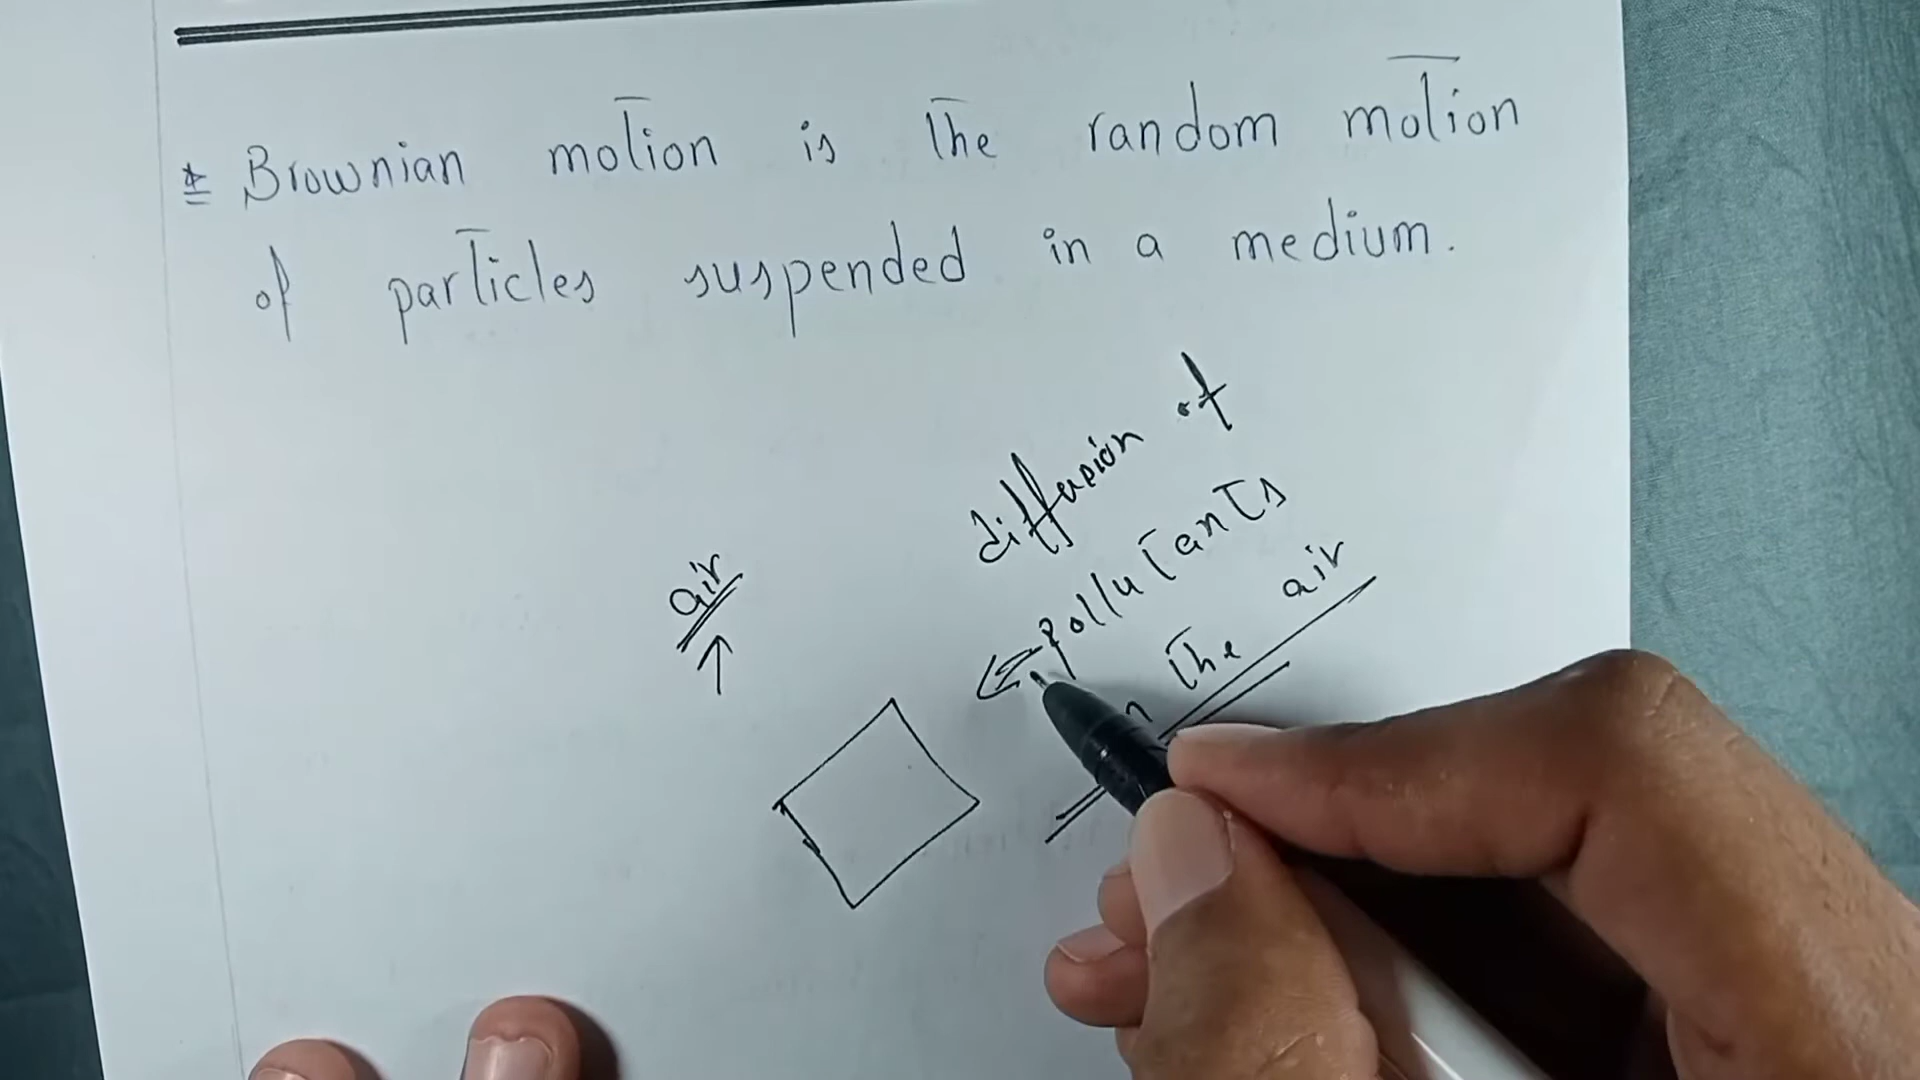 * Brownian motion is the random motion
of particles suspended in a medium.
diffusion of
pollutants
the air
air